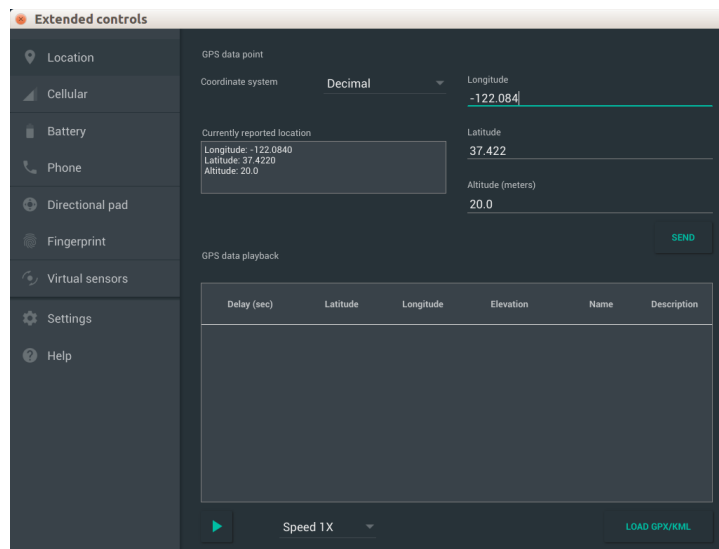 Extended controls
Location
Cellular
Battery
Phone
Directional pad
Fingerprint
Virtual sensors
Settings
Help
GPS data point
Coordinate system
Decimal
Longitude
-122.084
Currently reported location
Longitude: -122.0840
Latitude: 37.4220
Altitude: 20.0
Latitude
37.422
Altitude (meters)
20.0
SEND
GPS data playback
Delay (sec) Latitude Longitude Elevation Name Description
Speed 1X
LOAD GPX/KML